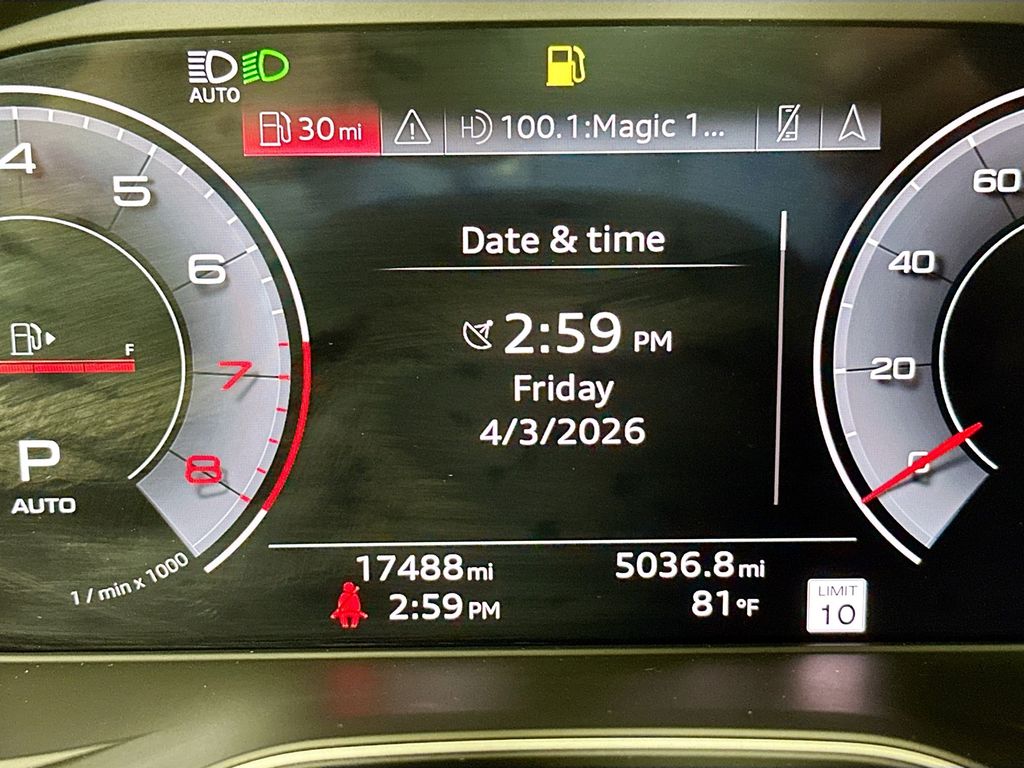 AUTO
30 mi
100.1:Magic 1...
4
5
6
7
8
F
P
AUTO
1 / min x 1000
Date & time
2:59 PM
Friday
4/3/2026
60
40
20
0
17488 mi
5036.8 mi
2:59 PM
81 °F
LIMIT
10